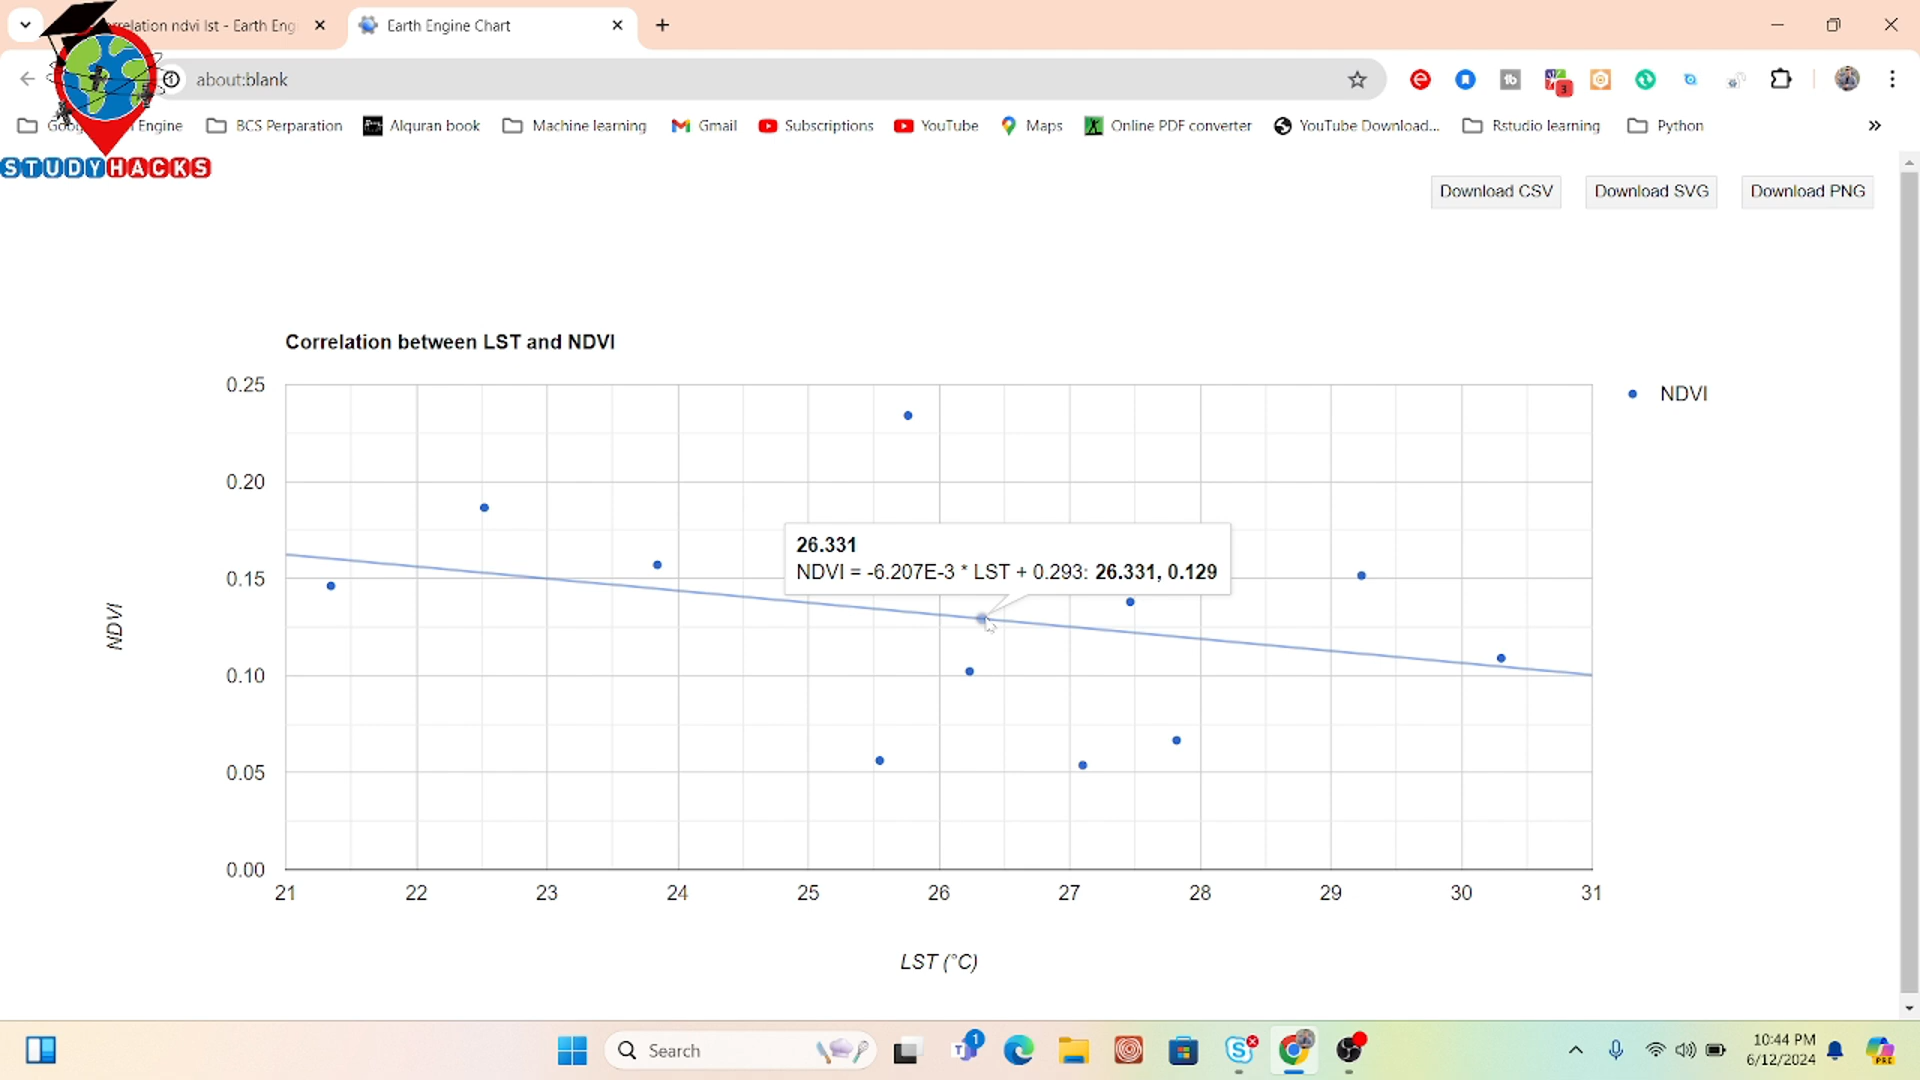 rrelation ndvi lst - Earth Eng
Earth Engine Chart
about:blank
3
Engine
BCS Perparation
Alquran book
Machine learning
Gmail
Subscriptions
YouTube
Maps
Online PDF converter
YouTube Download...
Rstudio learning
Python
STUDYHACKS
Download CSV
Download SVG
Download PNG
Correlation between LST and NDVI
NDVI
0.25
0.20
0.15
0.10
0.05
0.00
NDVI
26.331
NDVI = -6.207E-3 * LST + 0.293: 26.331, 0.129
21 22 23 24 25 26 27 28 29 30 31
LST (°C)
Search
1
10:44 PM
6/12/2024
PRE